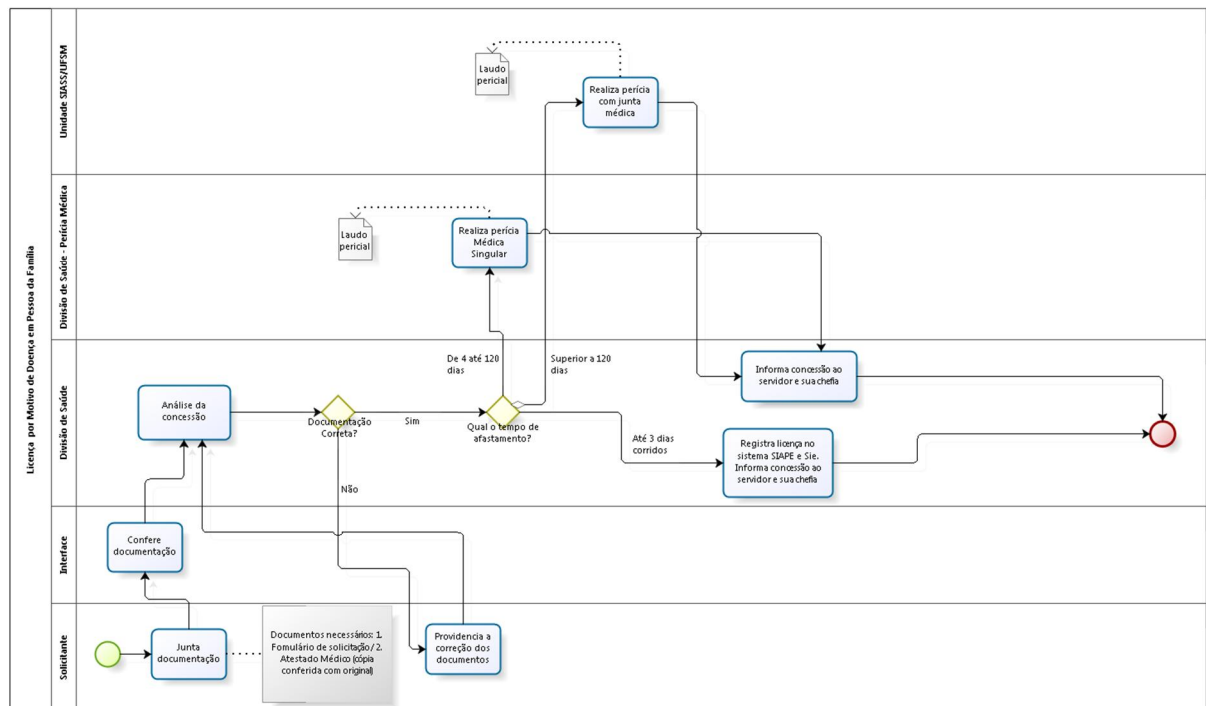 Licença por Motivo de Doença em Pessoa da Família
Unidade SIASS/UFSM
Laudo
pericial
Realiza perícia
com junta
médica
Divisão de Saúde - Perícia Médica
Laudo
pericial
Realiza perícia
Médica
Singular
Divisão de Saúde
De 4 até 120
dias
Superior a 120
dias
Informa concessão ao
servidor e sua chefia
Análise da
concessão
Documentação
Correta?
Sim
Qual o tempo de
afastamento?
Até 3 dias
corridos
Registra licença no
sistema SIAPE e Sie.
Informa concessão ao
servidor e sua chefia
Não
Interface
Confere
documentação
Solicitante
Junta
documentação
Documentos necessários: 1.
Fomulário de solicitação/ 2.
Atestado Médico (cópia
conferida com original)
Providencia a
correção dos
documentos